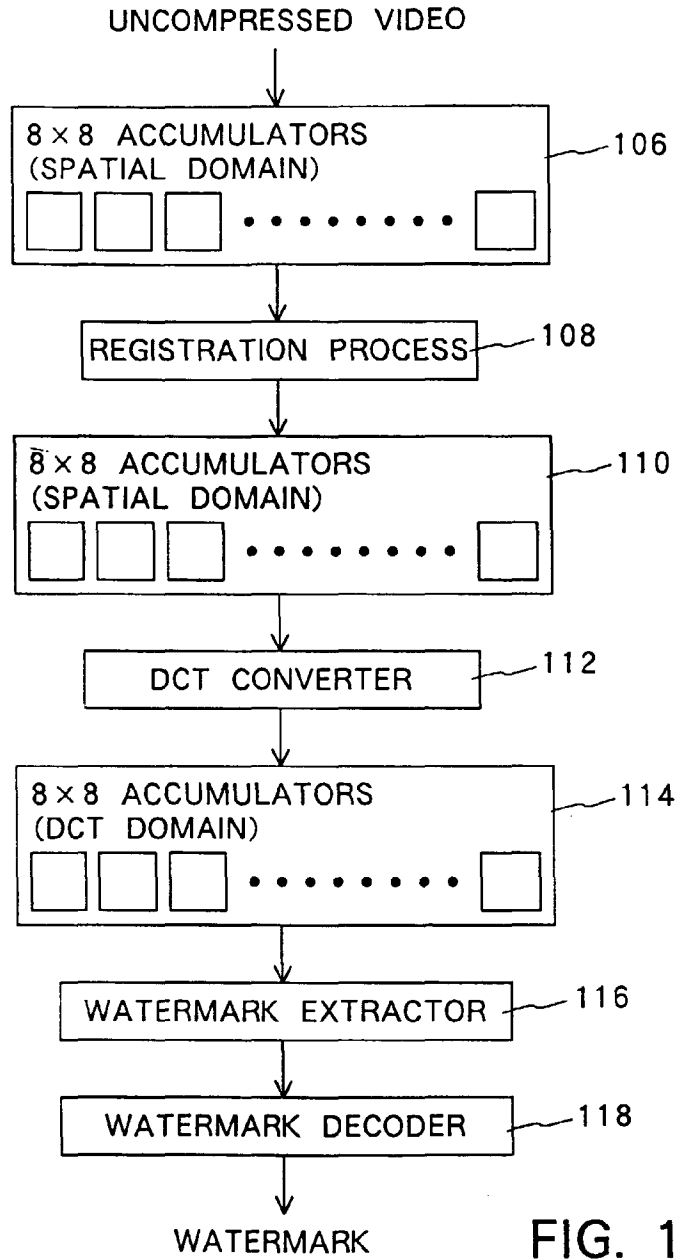 UNCOMPRESSED VIDEO
8 × 8 ACCUMULATORS
(SPATIAL DOMAIN)
106
REGISTRATION PROCESS
108
8 × 8 ACCUMULATORS
(SPATIAL DOMAIN)
110
DCT CONVERTER
112
8 × 8 ACCUMULATORS
(DCT DOMAIN)
114
WATERMARK EXTRACTOR
116
WATERMARK DECODER
118
WATERMARK
FIG. 1